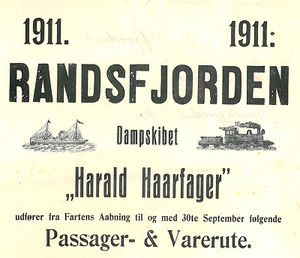 1911. 1911:
RANDSFJORDEN
Dampskibet
„Harald Haarfager"
udfører fra Fartens Aabning til og med 30te September følgende
Passager- & Varerute.